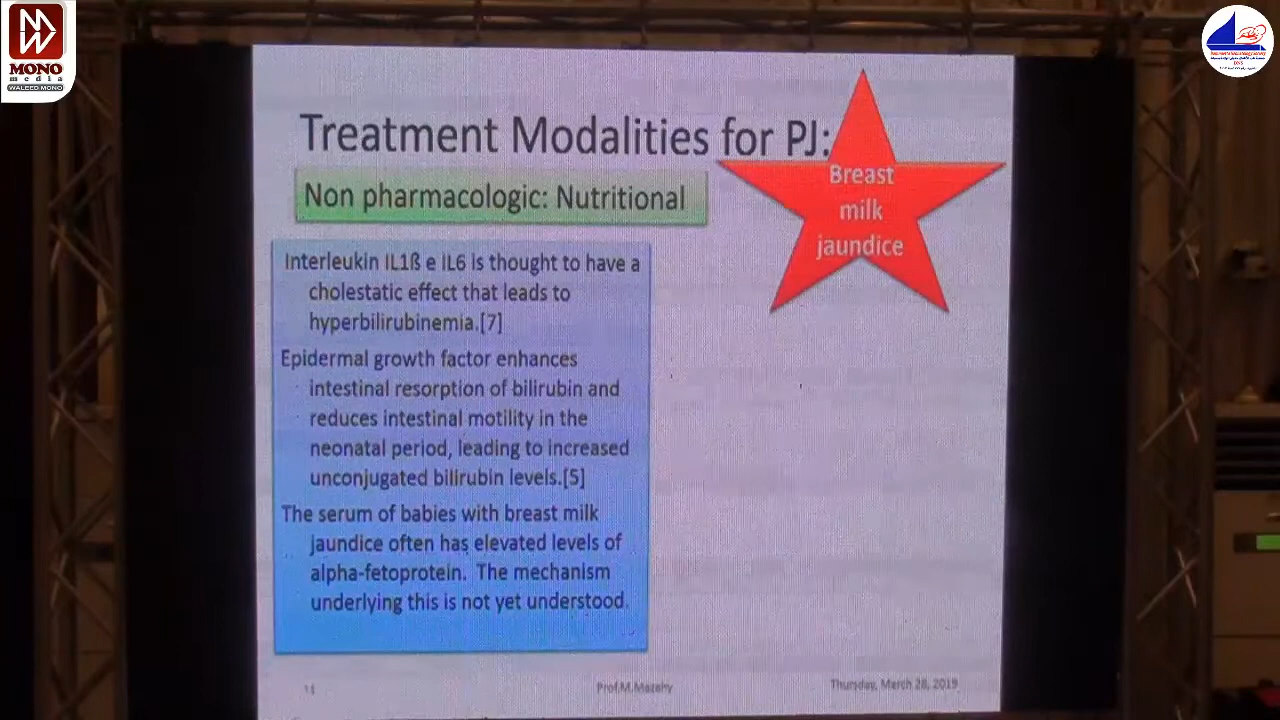 MONO
media
WALEED MONO
DNS
Treatment Modalities for PJ:
Non pharmacologic: Nutritional
Breast
milk
jaundice
Interleukin IL1ß e IL6 is thought to have a
cholestatic effect that leads to
hyperbilirubinemia.[7]
Epidermal growth factor enhances
intestinal resorption of bilirubin and
reduces intestinal motility in the
neonatal period, leading to increased
unconjugated bilirubin levels.[5]
The serum of babies with breast milk
jaundice often has elevated levels of
alpha-fetoprotein. The mechanism
underlying this is not yet understood.
Thursday, March 28, 2019